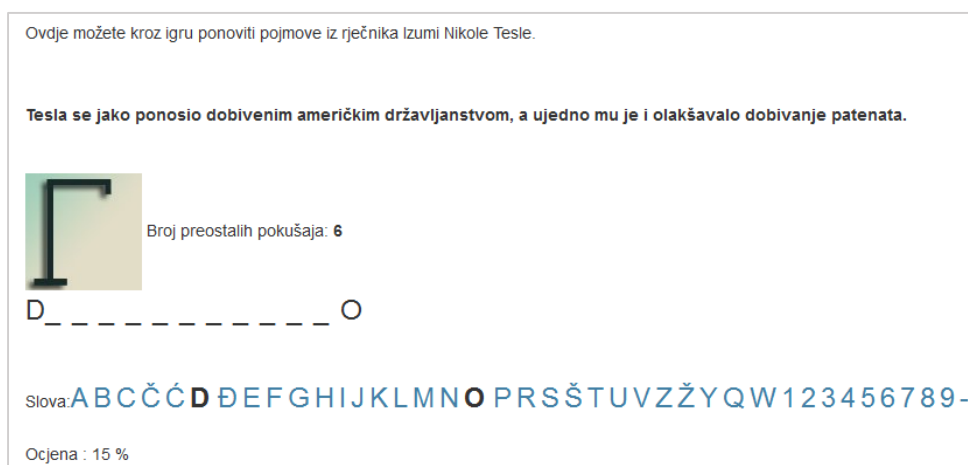 Ovdje možete kroz igru ponoviti pojmove iz rječnika Izumi Nikole Tesle.
Tesla se jako ponosio dobivenim američkim državljanstvom, a ujedno mu je i olakšavalo dobivanje patenata.
Broj preostalih pokušaja: 6
D_ _ _ _ _ _ _ _ _ _ _ O
Slova:A B C Č Ć D Đ E F G H I J K L M N O P R S Š T U V Z Ž Y Q W 1 2 3 4 5 6 7 8 9 -
Ocjena : 15 %